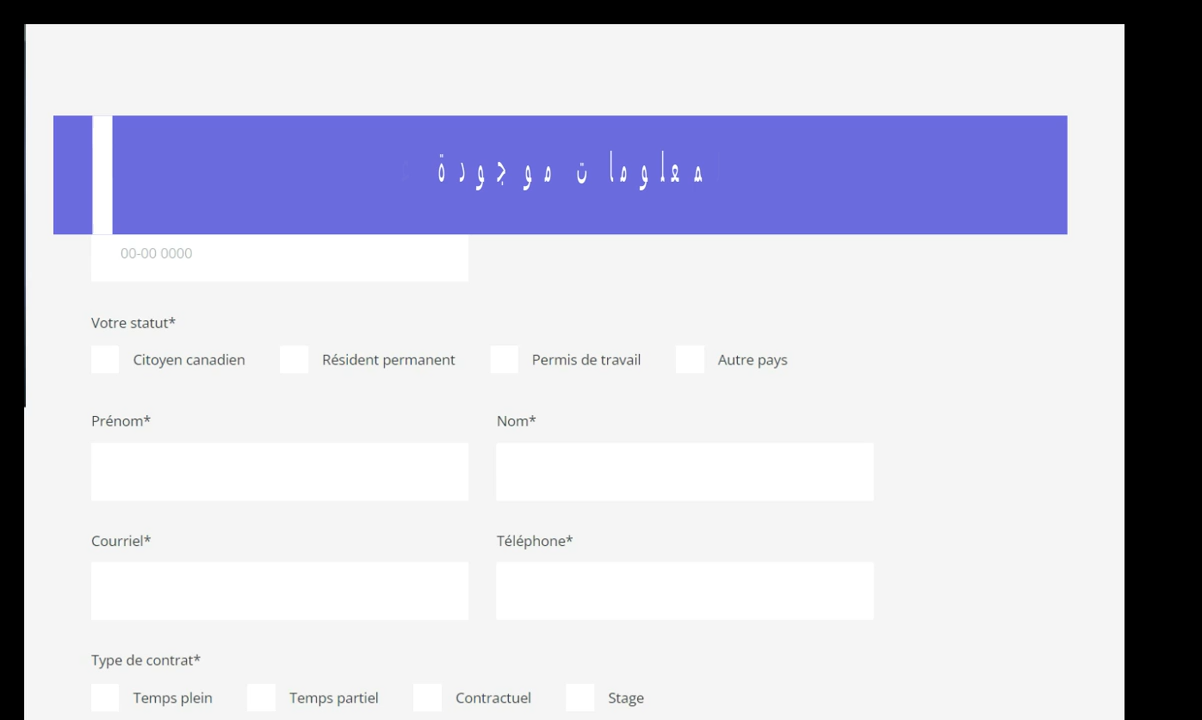 معلومات موجودة
00-00 0000
Votre statut*
Citoyen canadien Résident permanent Permis de travail Autre pays
Prénom* Nom*
Courriel* Téléphone*
Type de contrat*
Temps plein Temps partiel Contractuel Stage